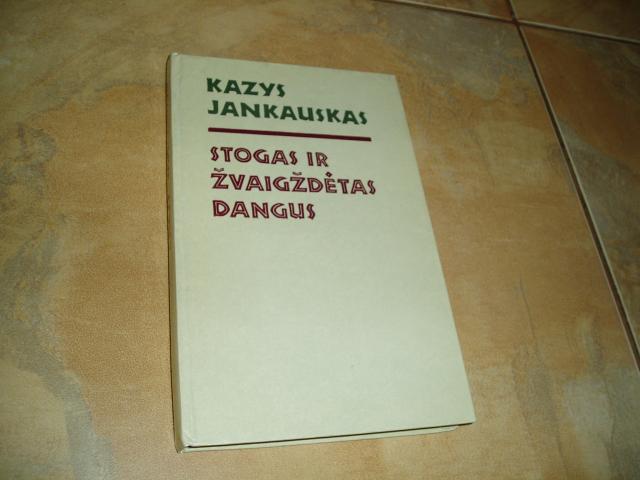 KAZYS
JANKAUSKAS
STOGAS IR
ŽVAIGŽDĖTAS
DANGUS